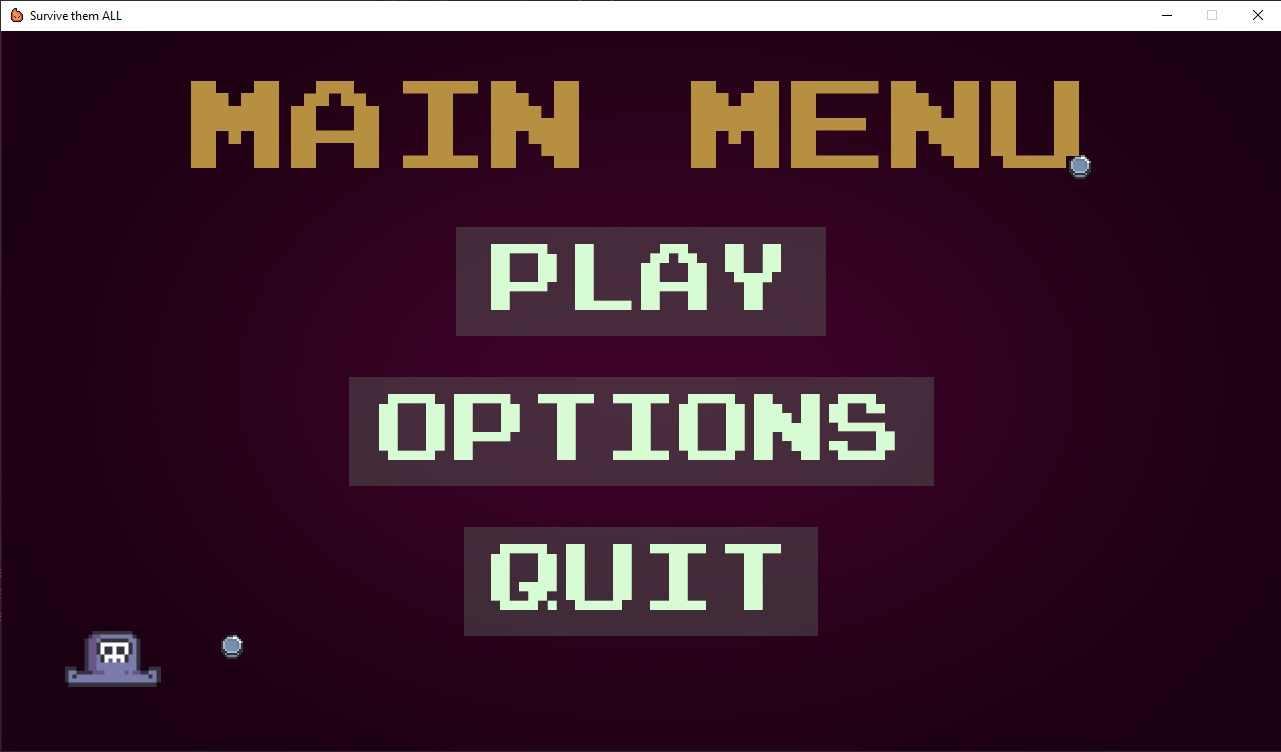 Survive them ALL
MAIN MENU
PLAY
OPTIONS
QUIT